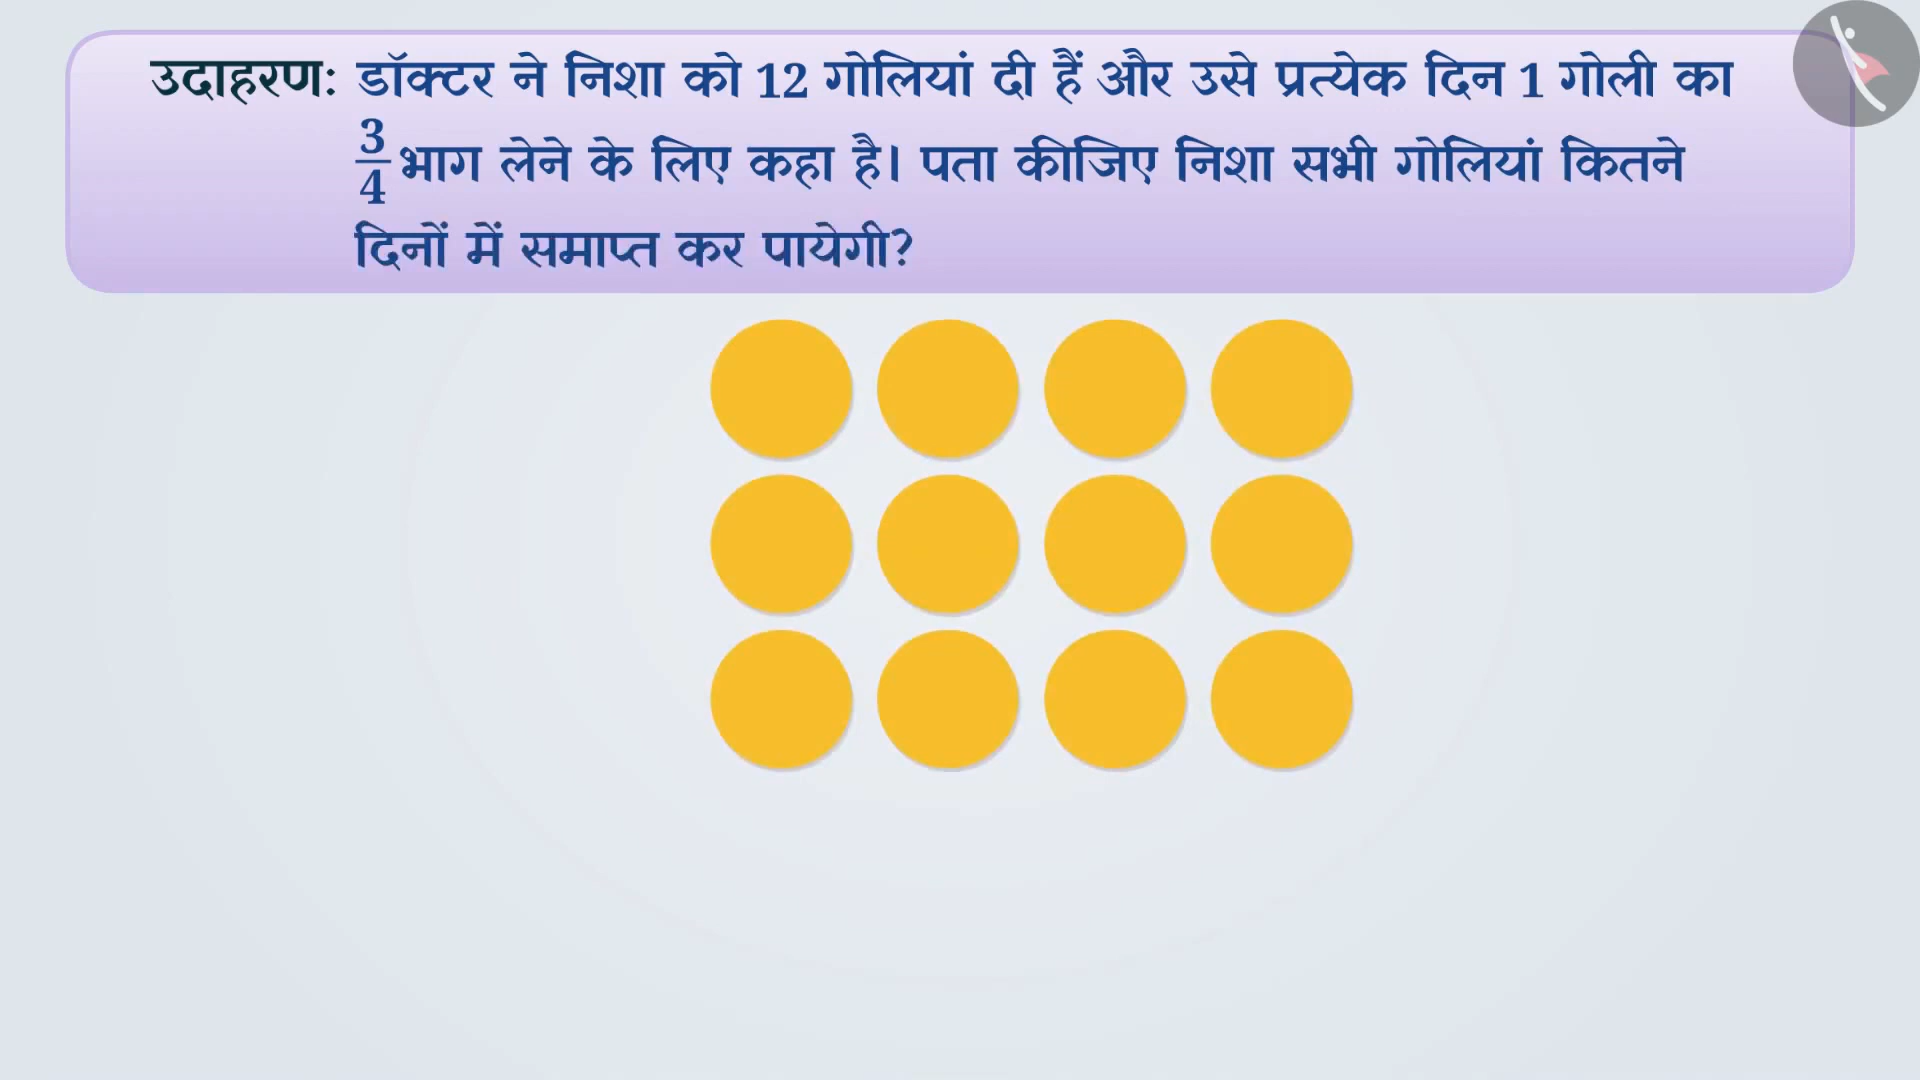 उदाहरण: डॉक्टर ने निशा को 12 गोलियां दी हैं और उसे प्रत्येक दिन 1 गोली का
3/4 भाग लेने के लिए कहा है। पता कीजिए निशा सभी गोलियां कितने
दिनों में समाप्त कर पायेगी?